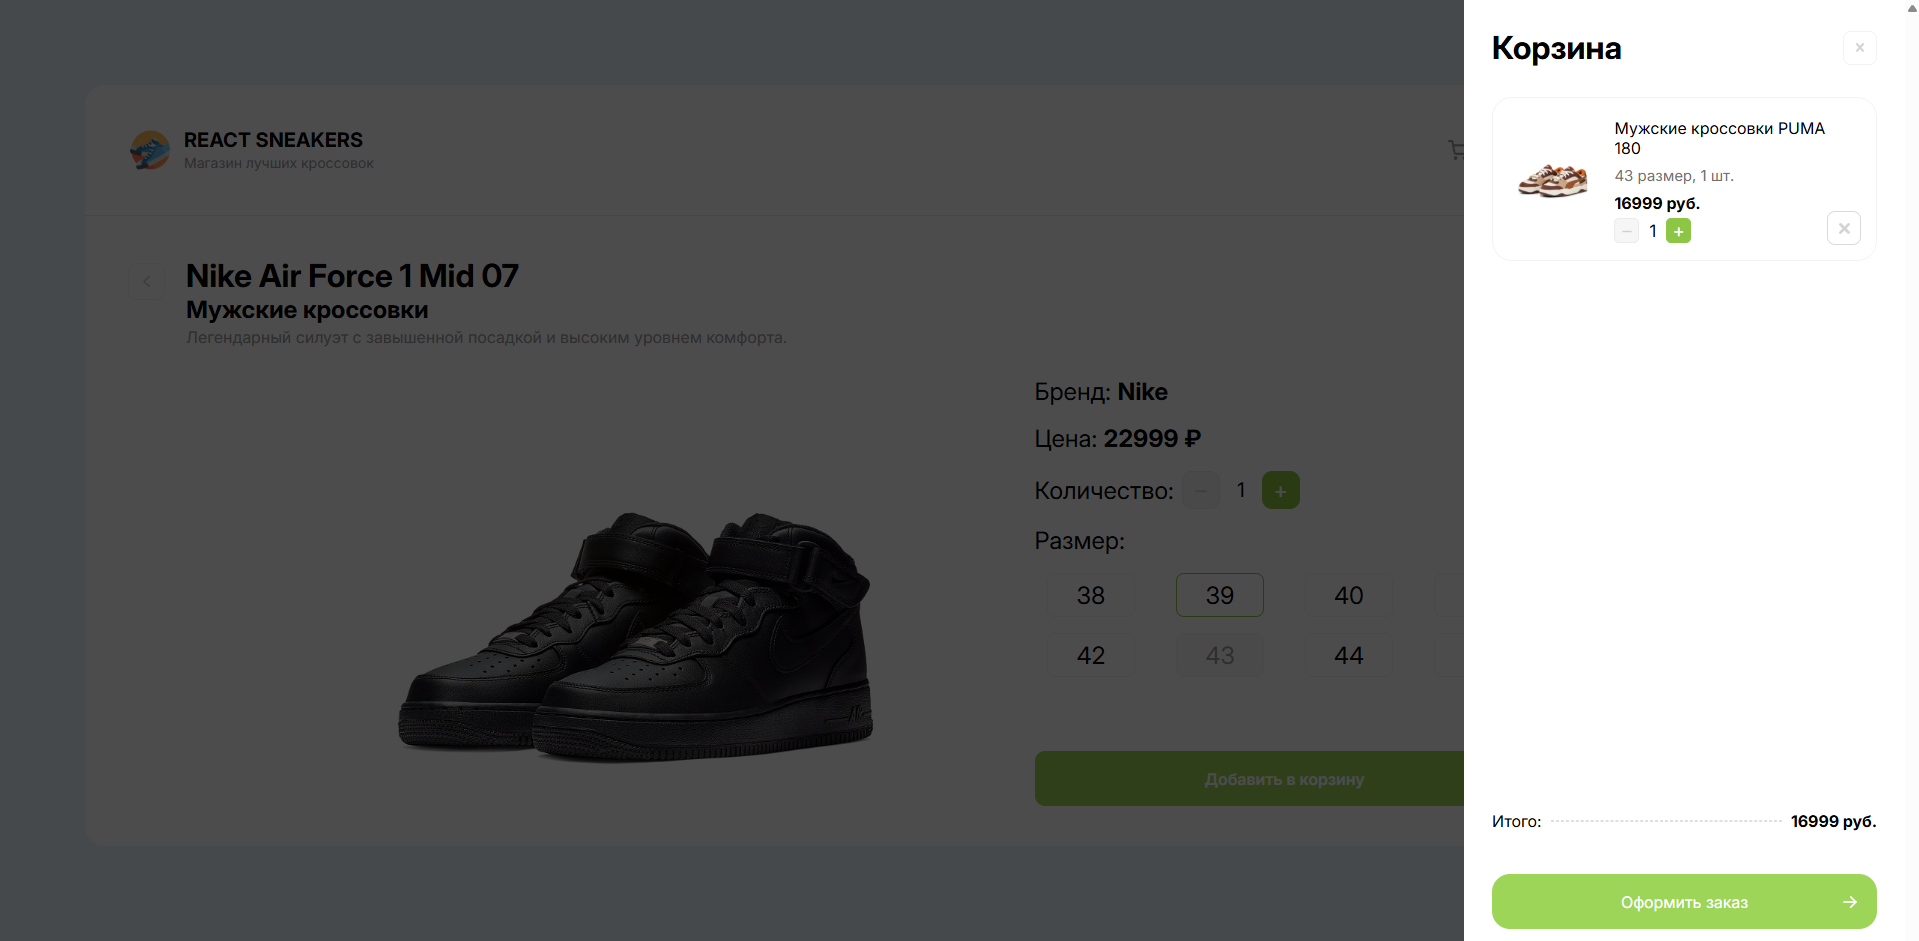 REACT SNEAKERS
Магазин лучших кроссовок
Nike Air Force 1 Mid 07
Мужские кроссовки
Легендарный силуэт с завышенной посадкой и высоким уровнем комфорта.
Бренд: Nike
Цена: 22999 ₽
Количество: − 1 +
Размер:
38 39 40
42 43 44
Добавить в корзину
Корзина
Мужские кроссовки PUMA
180
43 размер, 1 шт.
16999 руб.
− 1 +
Итого: 16999 руб.
Оформить заказ